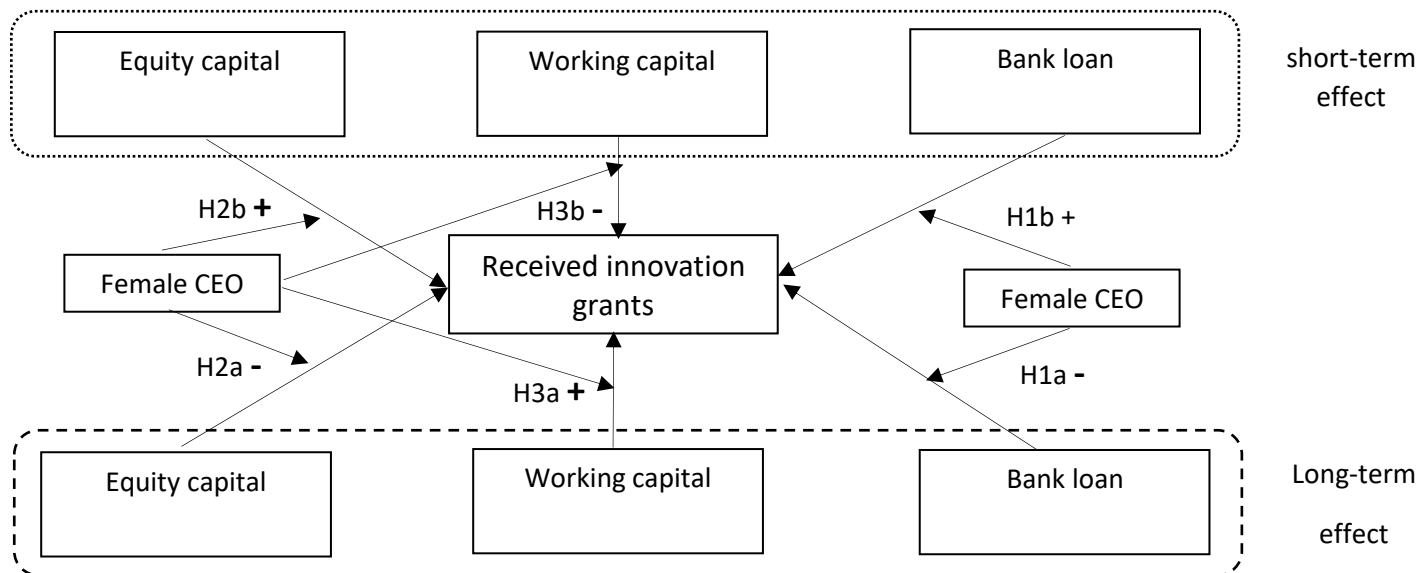 Equity capital
Working capital
Bank loan
short-term
effect
H2b +
H3b -
H1b +
Female CEO
Received innovation
grants
Female CEO
H2a -
H3a +
H1a -
Equity capital
Working capital
Bank loan
Long-term
effect